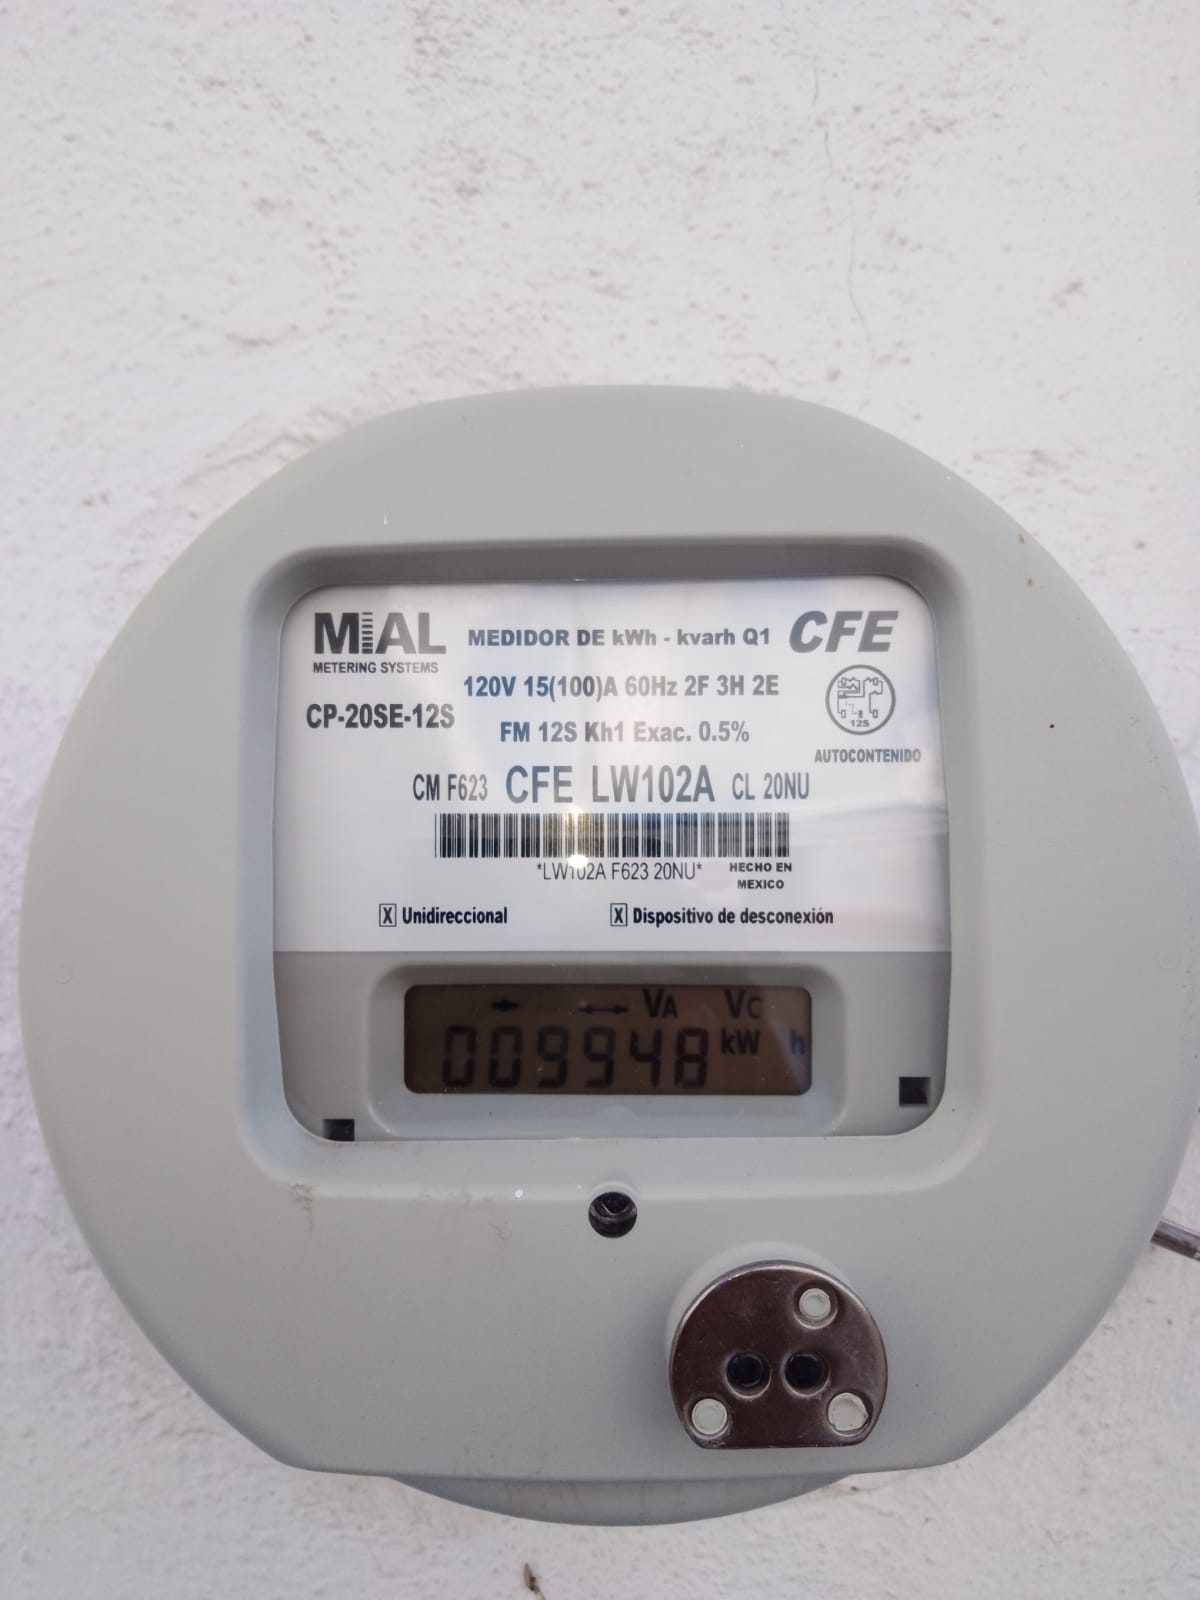 MIAL
METERING SYSTEMS
MEDIDOR DE kWh - kvarh Q1
CFE
120V 15(100)A 60Hz 2F 3H 2E
CP-20SE-12S
FM 12S Kh1 Exac. 0.5%
12S
AUTOCONTENIDO
CM F623 CFE LW102A CL 20NU
*LW102A F623 20NU*
HECHO EN
MEXICO
X Unidireccional
X Dispositivo de desconexión
VA VC
009948 kW h